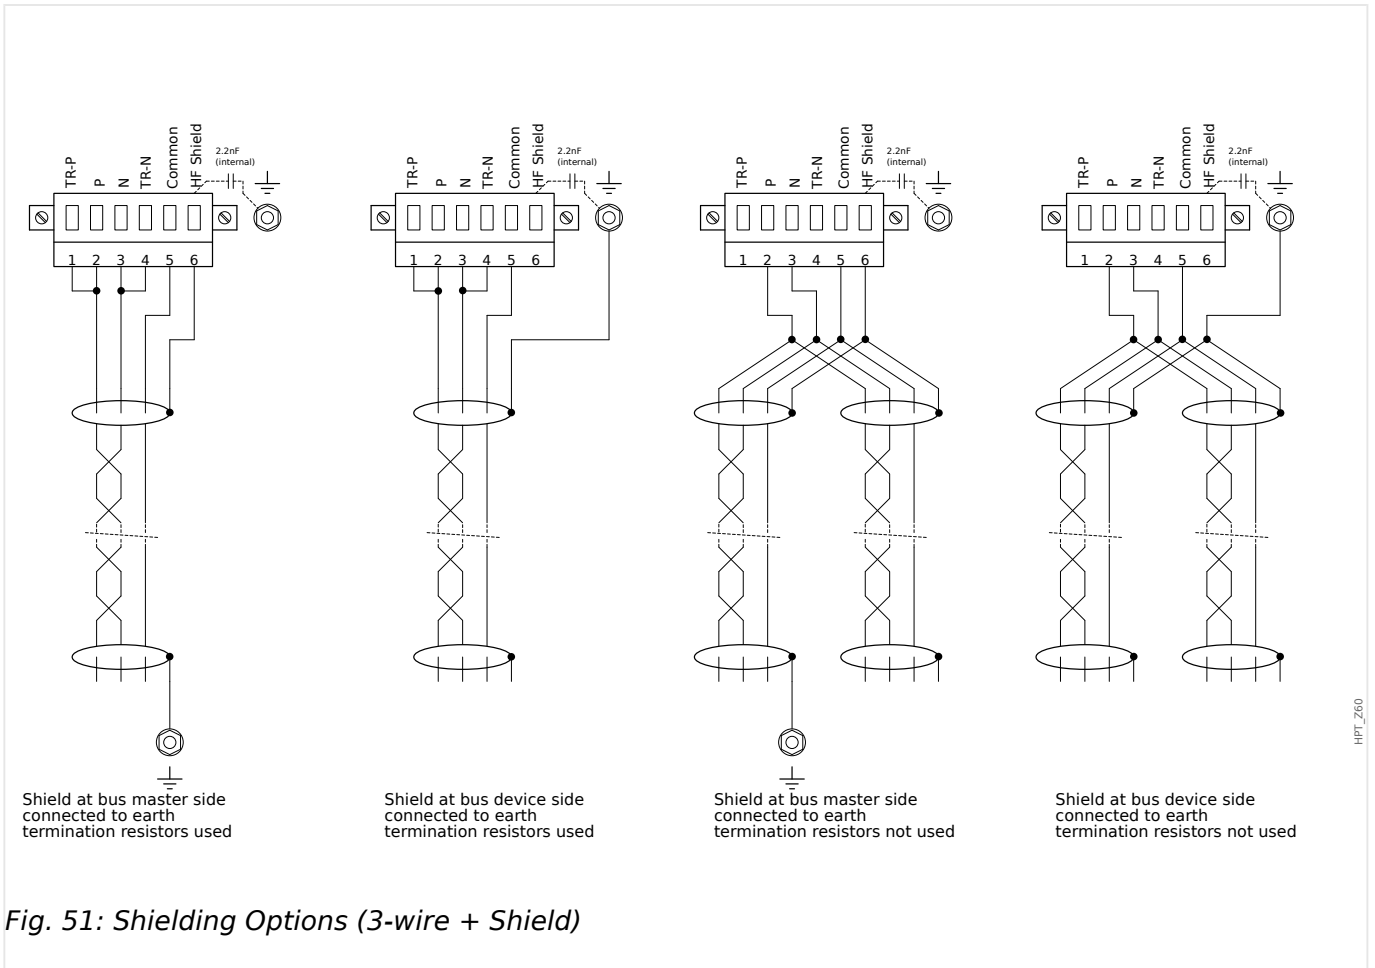 TR-P
P
N
TR-N
Common
HF Shield
2.2nF
(internal)
1 2 3 4 5 6
TR-P
P
N
TR-N
Common
HF Shield
2.2nF
(internal)
1 2 3 4 5 6
TR-P
P
N
TR-N
Common
HF Shield
2.2nF
(internal)
1 2 3 4 5 6
TR-P
P
N
TR-N
Common
HF Shield
2.2nF
(internal)
1 2 3 4 5 6
HPT_Z60
Shield at bus master side
connected to earth
termination resistors used
Shield at bus device side
connected to earth
termination resistors used
Shield at bus master side
connected to earth
termination resistors not used
Shield at bus device side
connected to earth
termination resistors not used
Fig. 51: Shielding Options (3-wire + Shield)